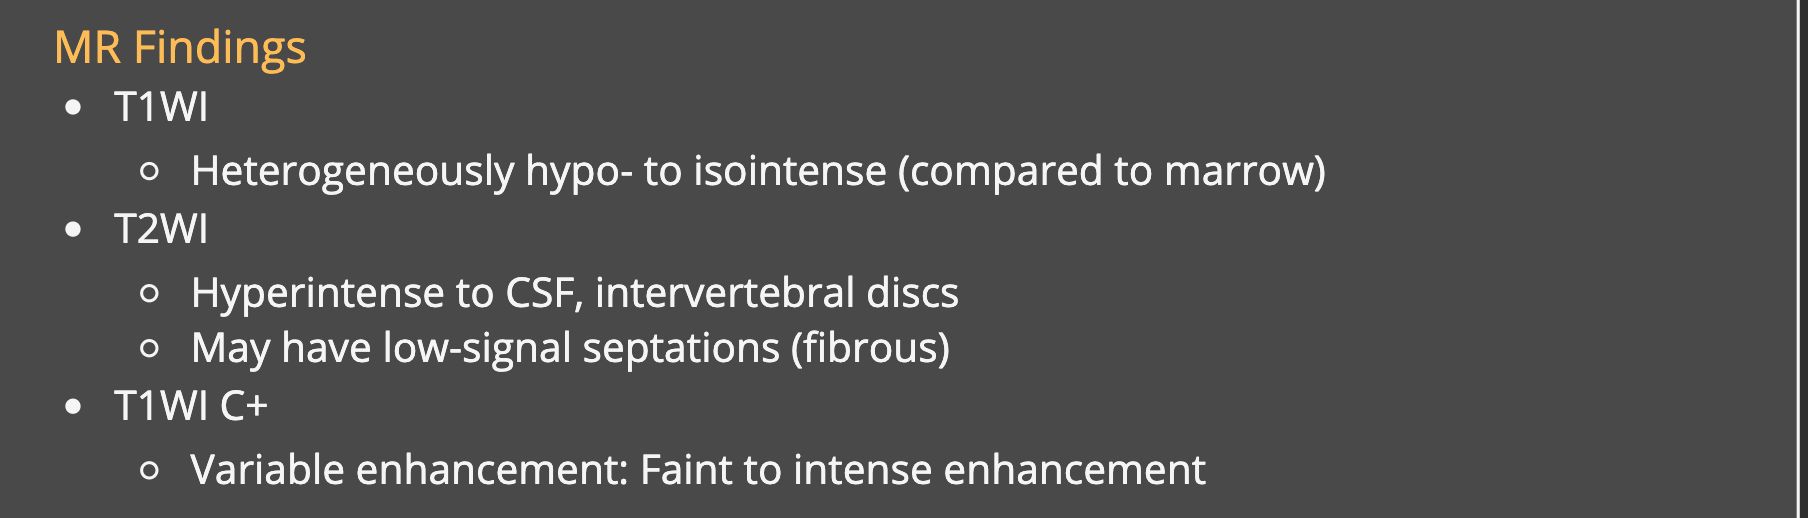 MR Findings
• T1WI
○ Heterogeneously hypo- to isointense (compared to marrow)
• T2WI
○ Hyperintense to CSF, intervertebral discs
○ May have low-signal septations (fibrous)
• T1WI C+
○ Variable enhancement: Faint to intense enhancement